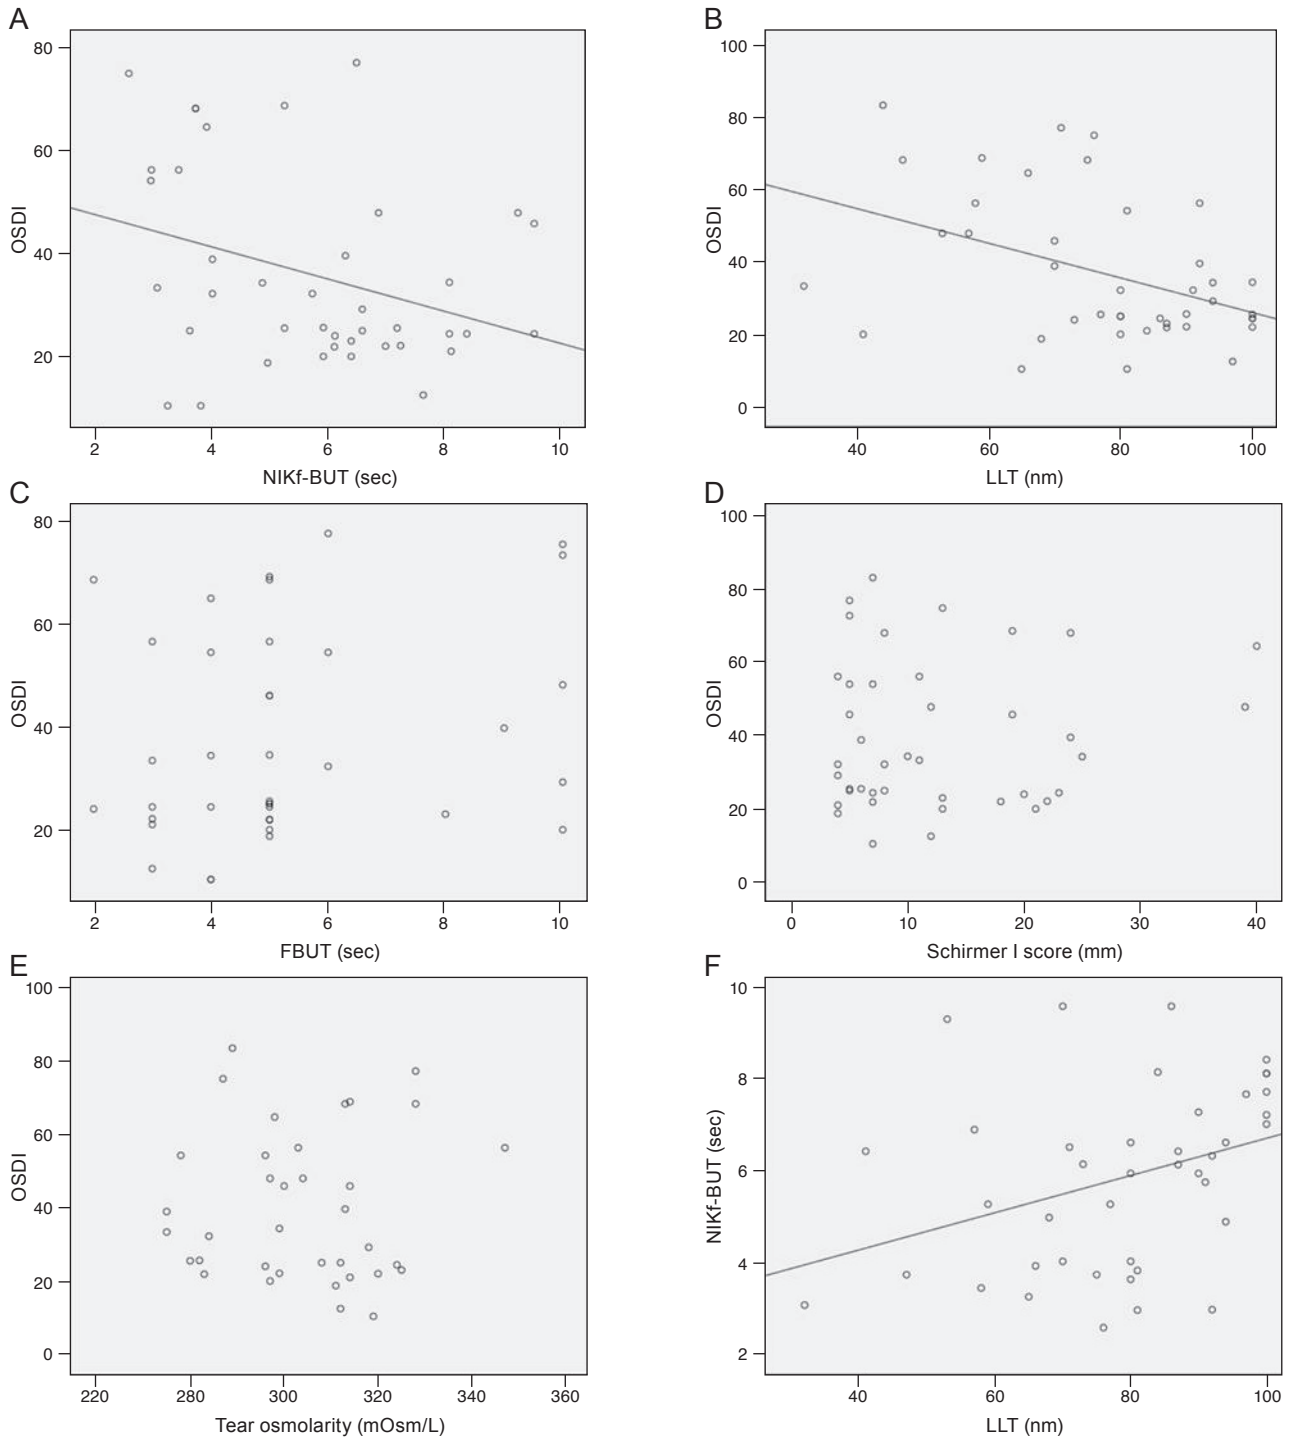 A
80
60
40
20
OSDI
2 4 6 8 10
NIKf-BUT (sec)
B
100
80
60
40
20
0
OSDI
40 60 80 100
LLT (nm)
C
80
60
40
20
OSDI
2 4 6 8 10
FBUT (sec)
D
100
80
60
40
20
0
OSDI
0 10 20 30 40
Schirmer I score (mm)
E
100
80
60
40
20
0
OSDI
220 280 300 320 340 360
Tear osmolarity (mOsm/L)
F
10
8
6
4
2
NIKf-BUT (sec)
40 60 80 100
LLT (nm)